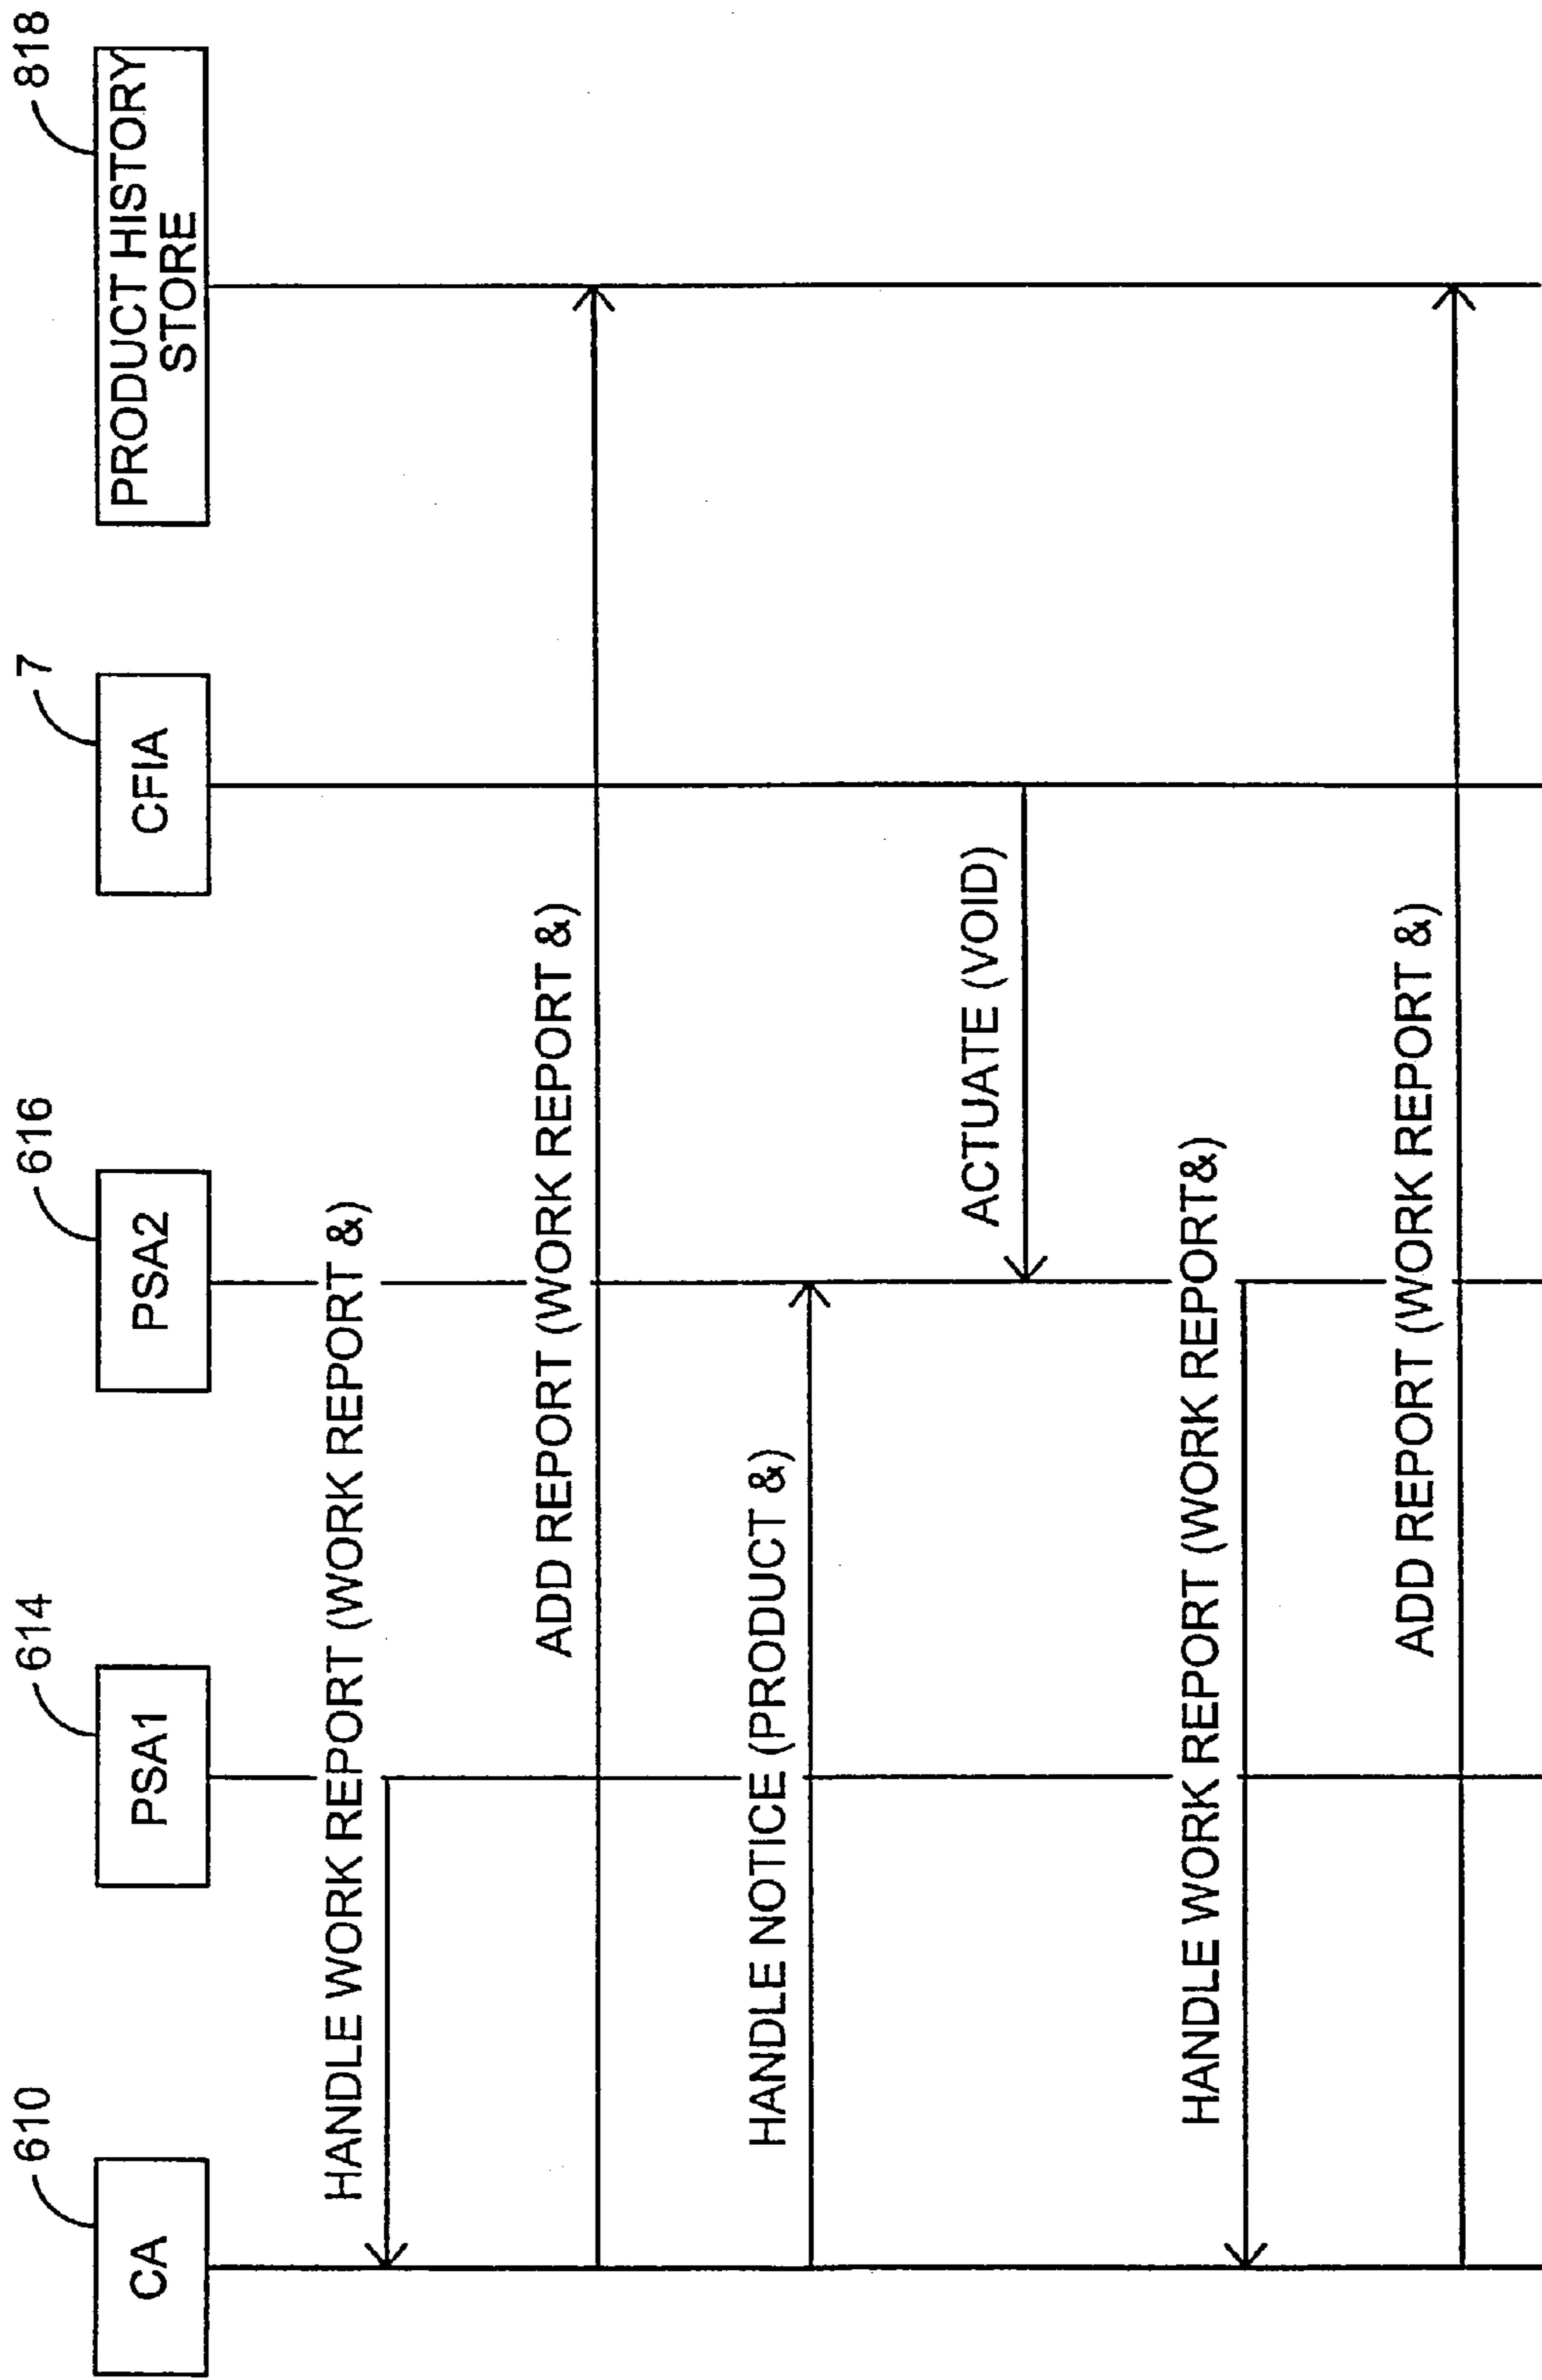 610
614
616
7
818
CA
PSA1
PSA2
CFIA
PRODUCT HISTORY
STORE
HANDLE WORK REPORT (WORK REPORT &)
ADD REPORT (WORK REPORT &)
HANDLE NOTICE (PRODUCT &)
ACTUATE (VOID)
HANDLE WORK REPORT (WORK REPORT&)
ADD REPORT (WORK REPORT &)